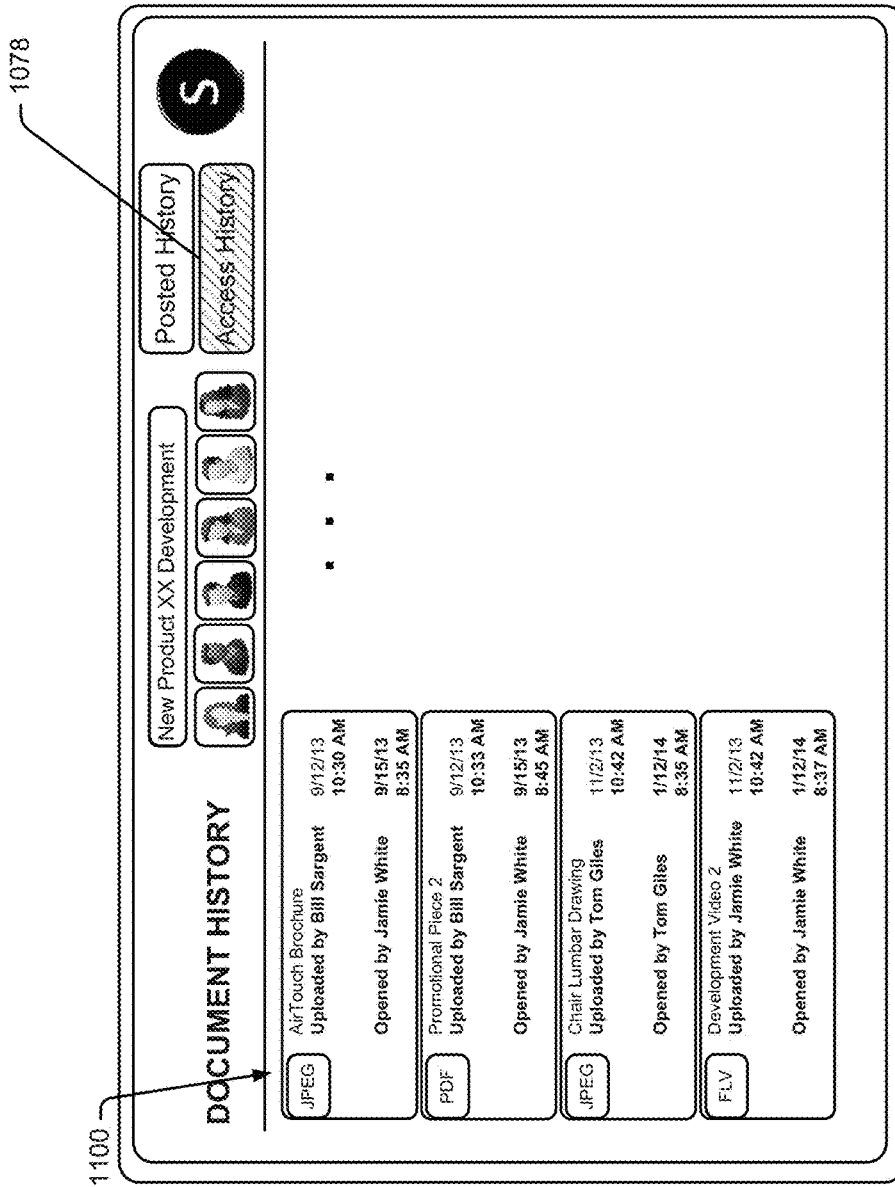 1078
New Product XX Development
Posted History
S
DOCUMENT HISTORY
Access History
1100
JPEG
AirTouch Brochure
Uploaded by Bill Sargent
9/12/13
10:30 AM
Opened by Jamie White
9/15/13
8:35 AM
PDF
Promotional Piece 2
Uploaded by Bill Sargent
9/12/13
10:33 AM
Opened by Jamie White
9/15/13
8:45 AM
JPEG
Chair Lumbar Drawing
Uploaded by Tom Giles
11/2/13
10:42 AM
Opened by Tom Giles
1/12/14
8:35 AM
FLV
Development Video 2
Uploaded by Jamie White
11/2/13
10:42 AM
Opened by Jamie White
1/12/14
8:37 AM